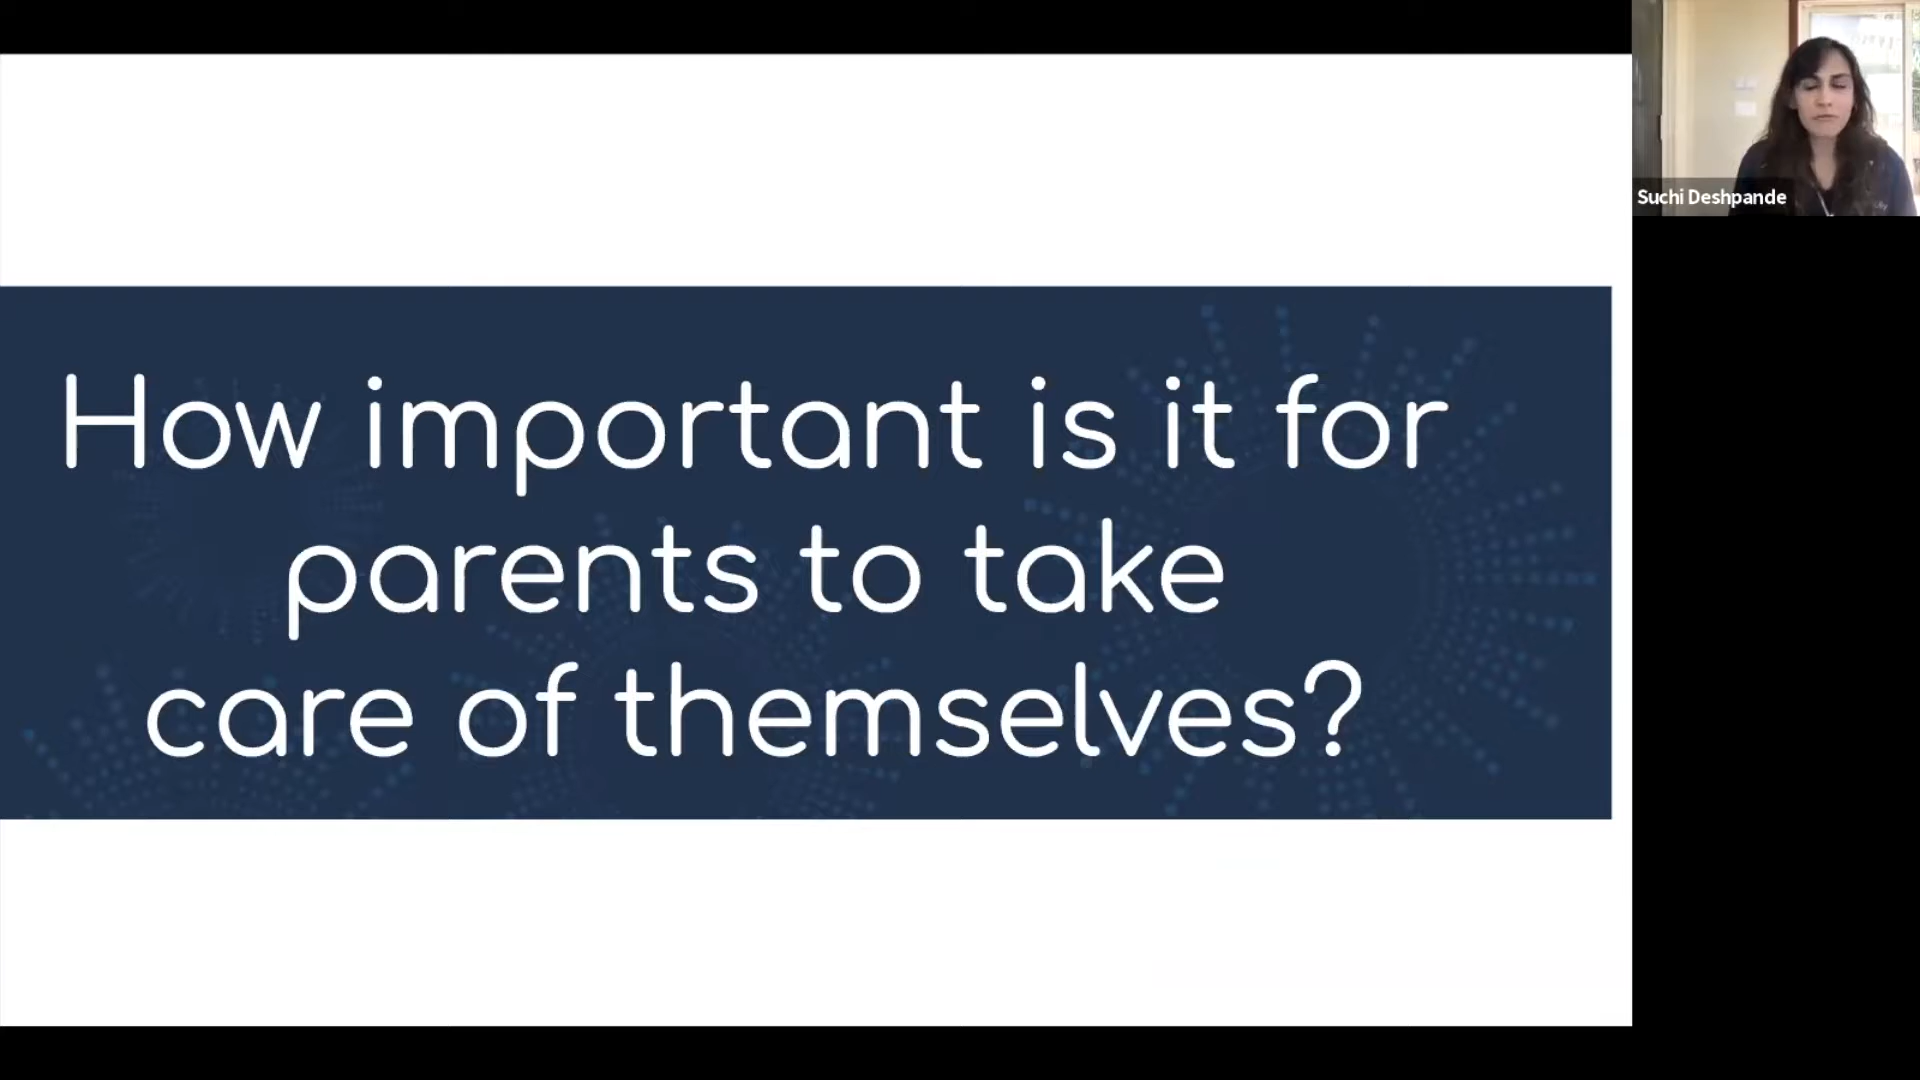 How important is it for
parents to take
care of themselves?
Suchi Deshpande